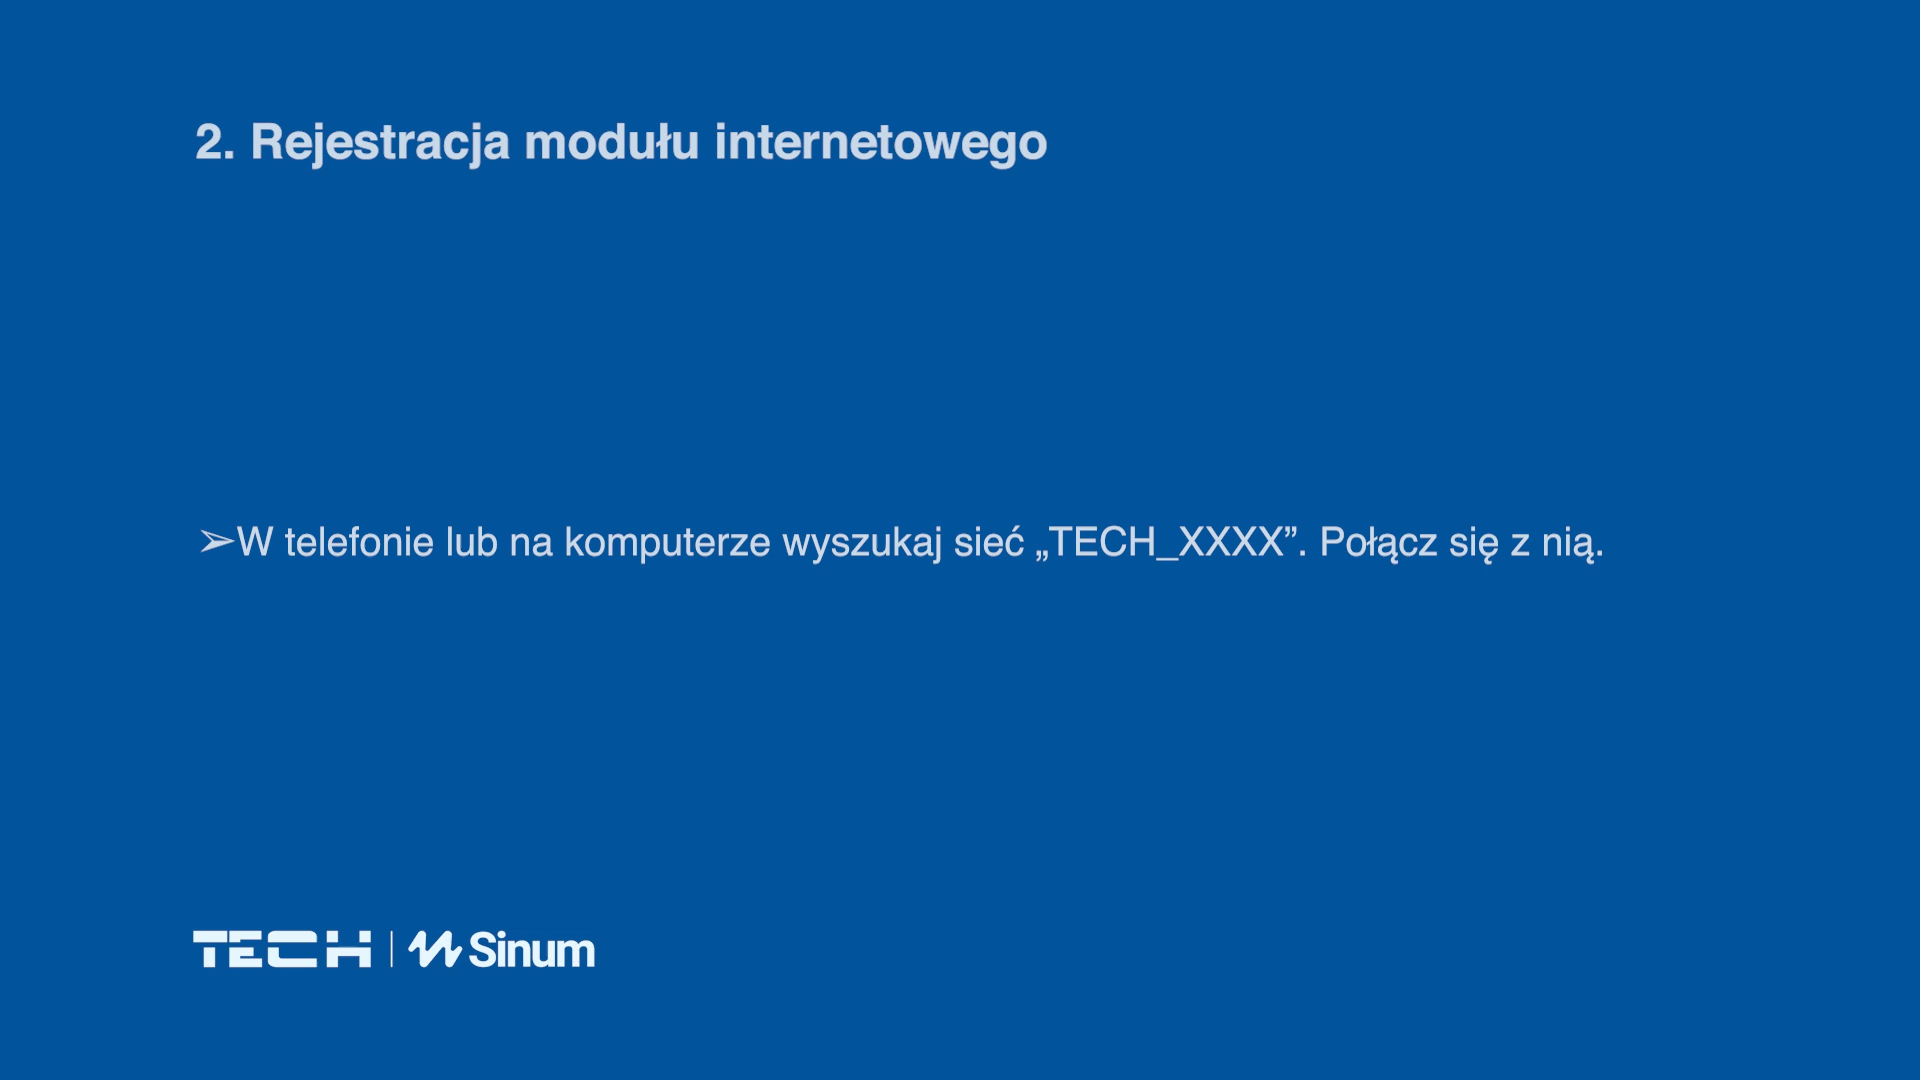 2. Rejestracja modułu internetowego
➢W telefonie lub na komputerze wyszukaj sieć „TECH_XXXX”. Połącz się z nią.
TECH | Sinum